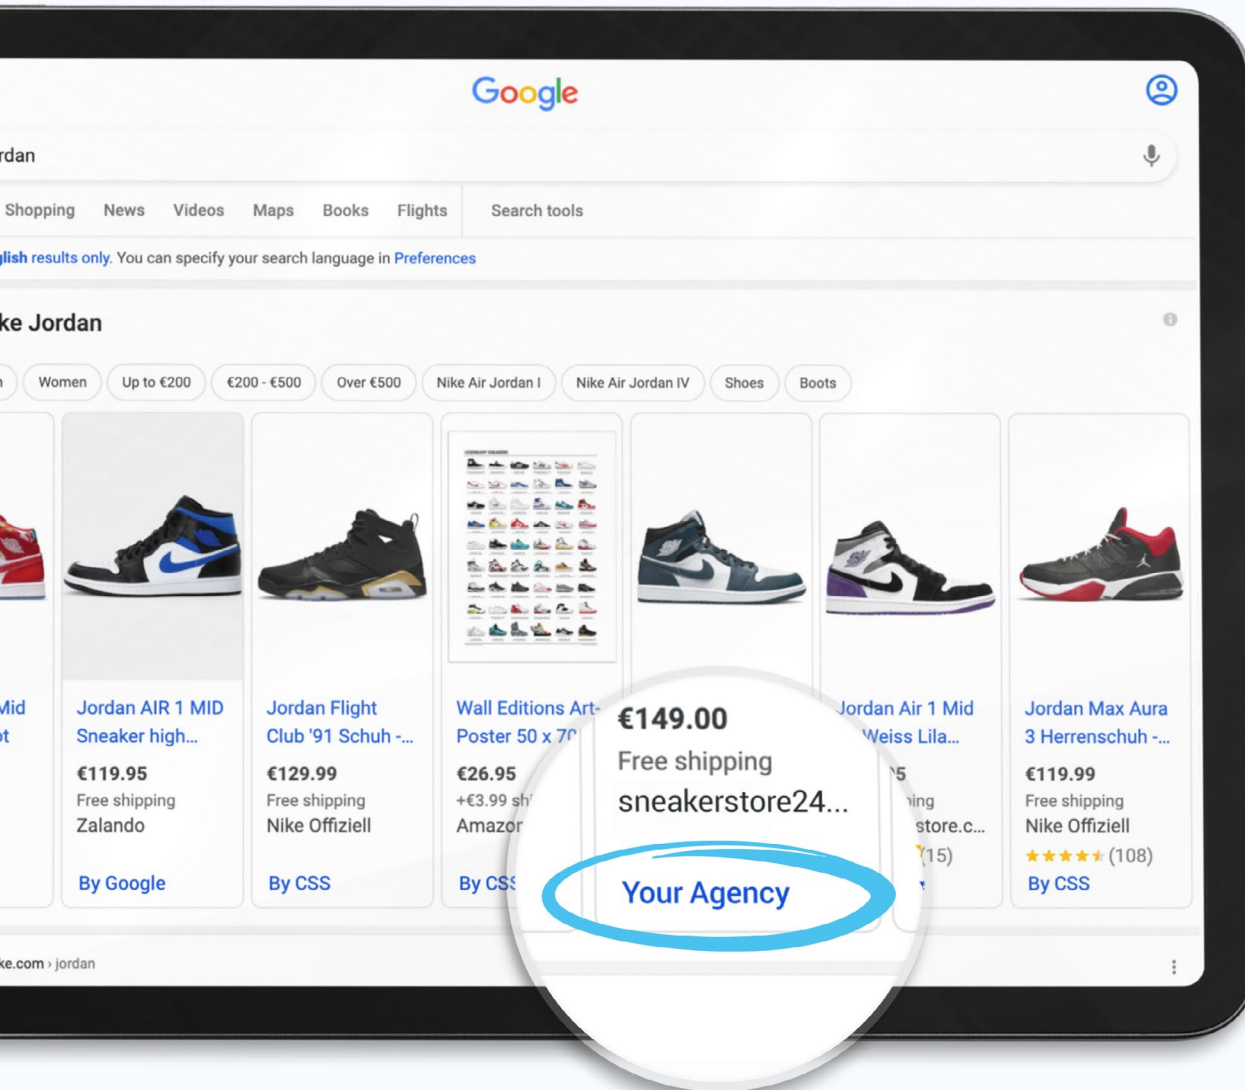 Google
rdan
Shopping News Videos Maps Books Flights Search tools
glish results only. You can specify your search language in Preferences
ke Jordan
Women Up to €200 €200 - €500 Over €500 Nike Air Jordan I Nike Air Jordan IV Shoes Boots
LEGENDARY SNEAKERS
Mid
ot
Jordan AIR 1 MID
Sneaker high...
€119.95
Free shipping
Zalando
By Google
Jordan Flight
Club '91 Schuh -...
€129.99
Free shipping
Nike Offiziell
By CSS
Wall Editions Art-
Poster 50 x 70
€26.95
+€3.99 sh
Amazon
By CSS
€149.00
Free shipping
sneakerstore24...
Your Agency
Jordan Air 1 Mid
Weiss Lila...
5
ping
store.c...
(15)
Jordan Max Aura
3 Herrenschuh -...
€119.99
Free shipping
Nike Offiziell
(108)
By CSS
ke.com › jordan